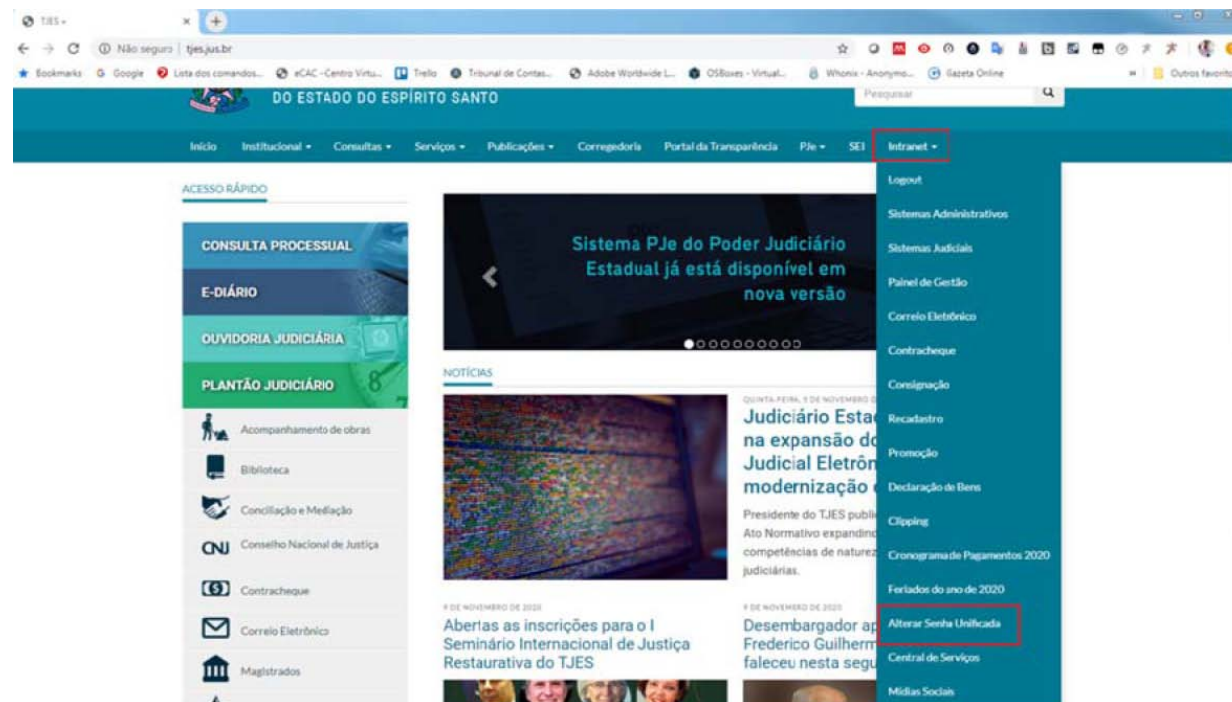 TJES -
Não seguro | tjes.jus.br
Bookmarks Google Lista dos comandos... eCAC - Centro Virtu... Trello Tribunal de Contas... Adobe Worldwide L... OSBoxes - Virtual... Whonix - Anonymo... Gazeta Online Outros favorito
DO ESTADO DO ESPÍRITO SANTO
Pesquisar
Início Institucional Consultas Serviços Publicações Corregedoria Portal da Transparência PJe SEI Intranet
Logout
Sistemas Administrativos
Sistemas Judiciais
Painel de Gestão
Correio Eletrônico
Contracheque
Consignação
Recadastro
Promoção
Declaração de Bens
Clipping
Cronograma de Pagamentos 2020
Feriados do ano de 2020
Alterar Senha Unificada
Central de Serviços
Mídias Sociais
ACESSO RÁPIDO
CONSULTA PROCESSUAL
E-DIÁRIO
OUVIDORIA JUDICIÁRIA
PLANTÃO JUDICIÁRIO
Acompanhamento de obras
Biblioteca
Conciliação e Mediação
CNJ Conselho Nacional de Justiça
Contracheque
Correio Eletrônico
Magistrados
Sistema PJe do Poder Judiciário
Estadual já está disponível em
nova versão
NOTÍCIAS
QUINTA-FEIRA, 5 DE NOVEMBRO D
Judiciário Esta
na expansão do
Judicial Eletrôn
modernização
Presidente do TJES publi
Ato Normativo expandind
competências de naturez
judiciárias.
9 DE NOVEMBRO DE 2020
Abertas as inscrições para o I
Seminário Internacional de Justiça
Restaurativa do TJES
9 DE NOVEMBRO DE 2020
Desembargador ap
Frederico Guilherm
faleceu nesta segu